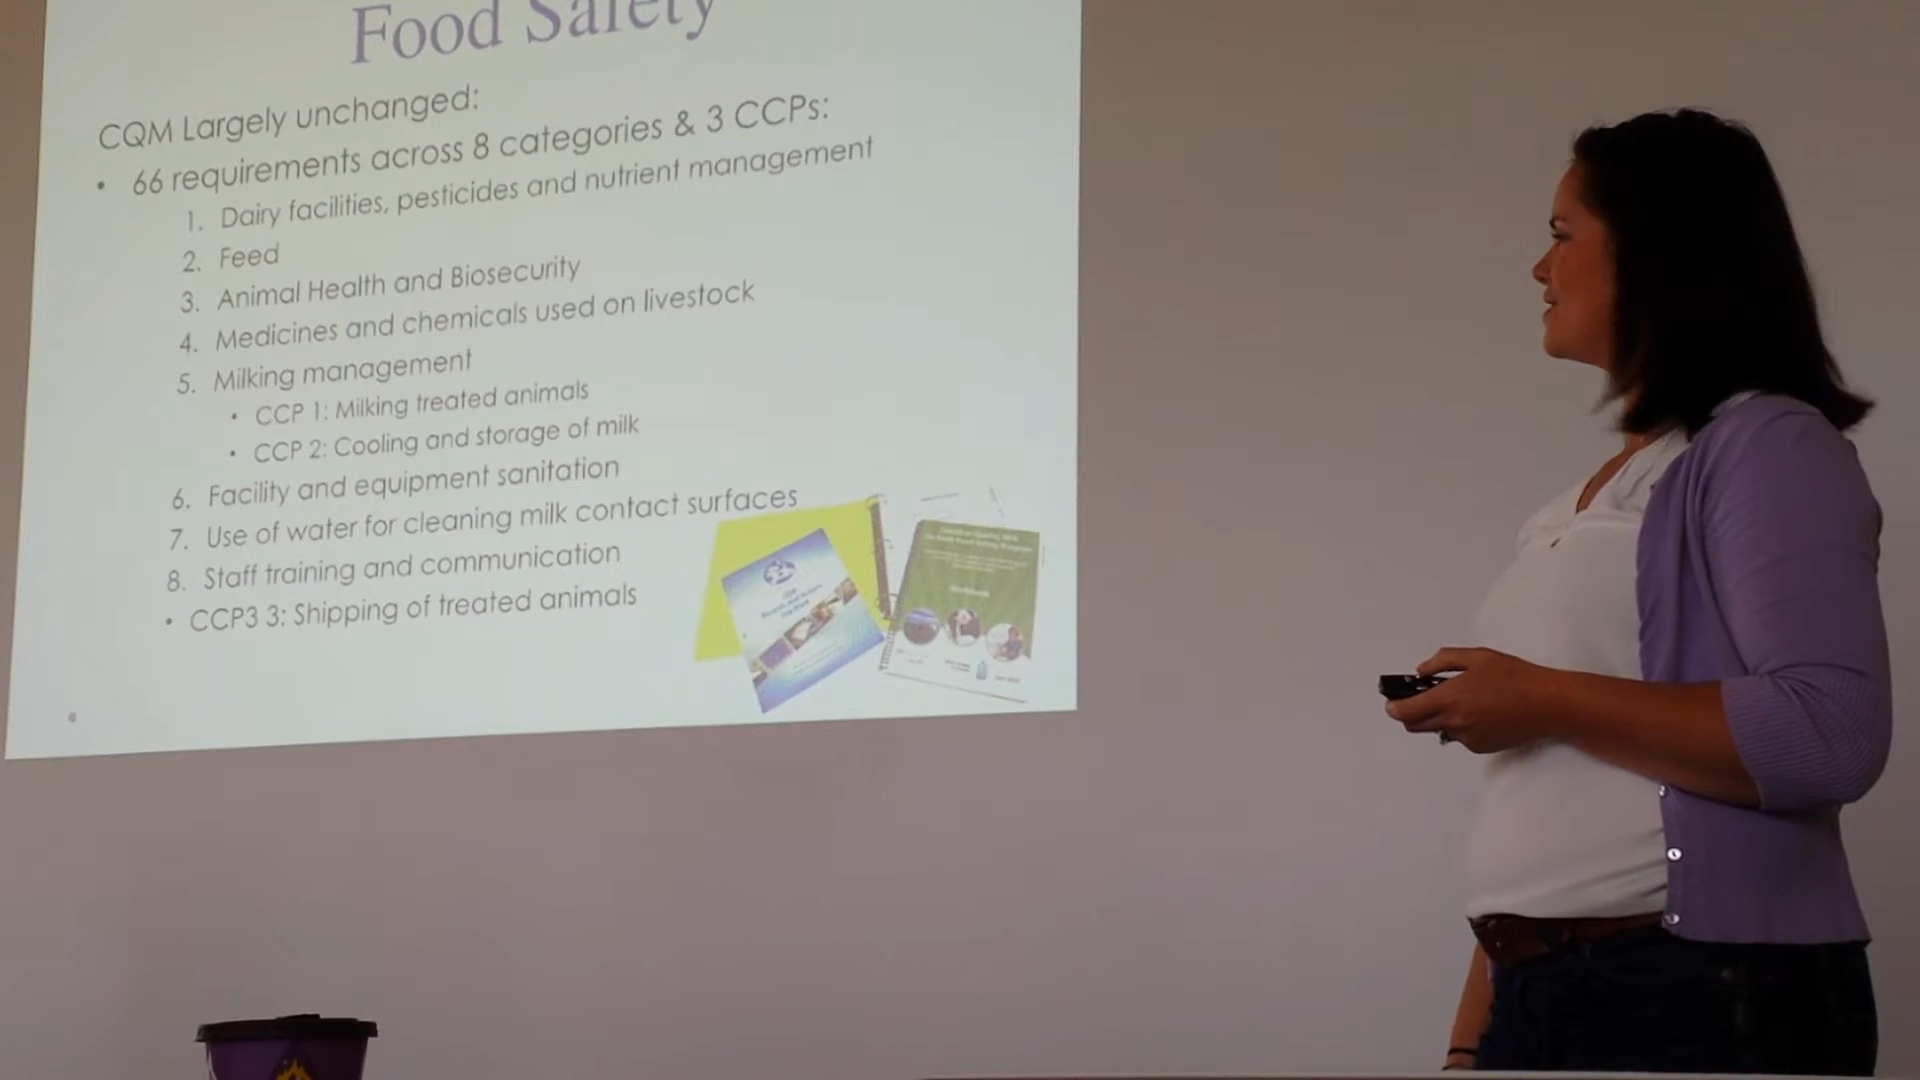 Food Safety
CQM Largely unchanged:
• 66 requirements across 8 categories & 3 CCPs:
1. Dairy facilities, pesticides and nutrient management
2. Feed
3. Animal Health and Biosecurity
4. Medicines and chemicals used on livestock
5. Milking management
• CCP 1: Milking treated animals
• CCP 2: Cooling and storage of milk
6. Facility and equipment sanitation
7. Use of water for cleaning milk contact surfaces
8. Staff training and communication
• CCP3 3: Shipping of treated animals